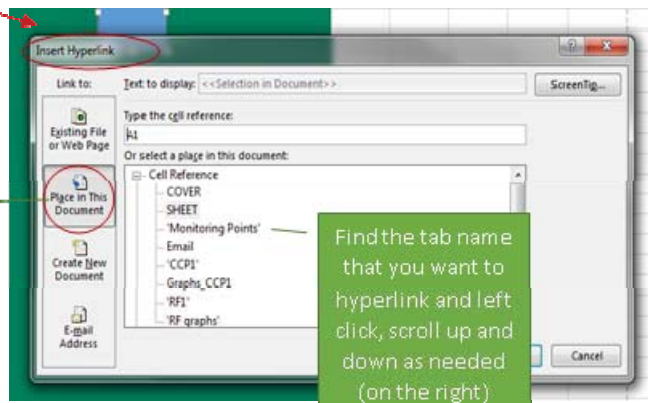 Insert Hyperlink
Link to:
Text to display: <<Selection in Document>>
ScreenTip...
Type the cell reference:
A1
Existing File
or Web Page
Or select a place in this document:
Cell Reference
COVER
SHEET
'Monitoring Points'
Email
'CCP1'
Graphs_CCP1
'RF1'
'RF graphs'
Place in This
Document
Create New
Document
E-mail
Address
Find the tab name
that you want to
hyperlink and left
click, scroll up and
down as needed
(on the right)
Cancel